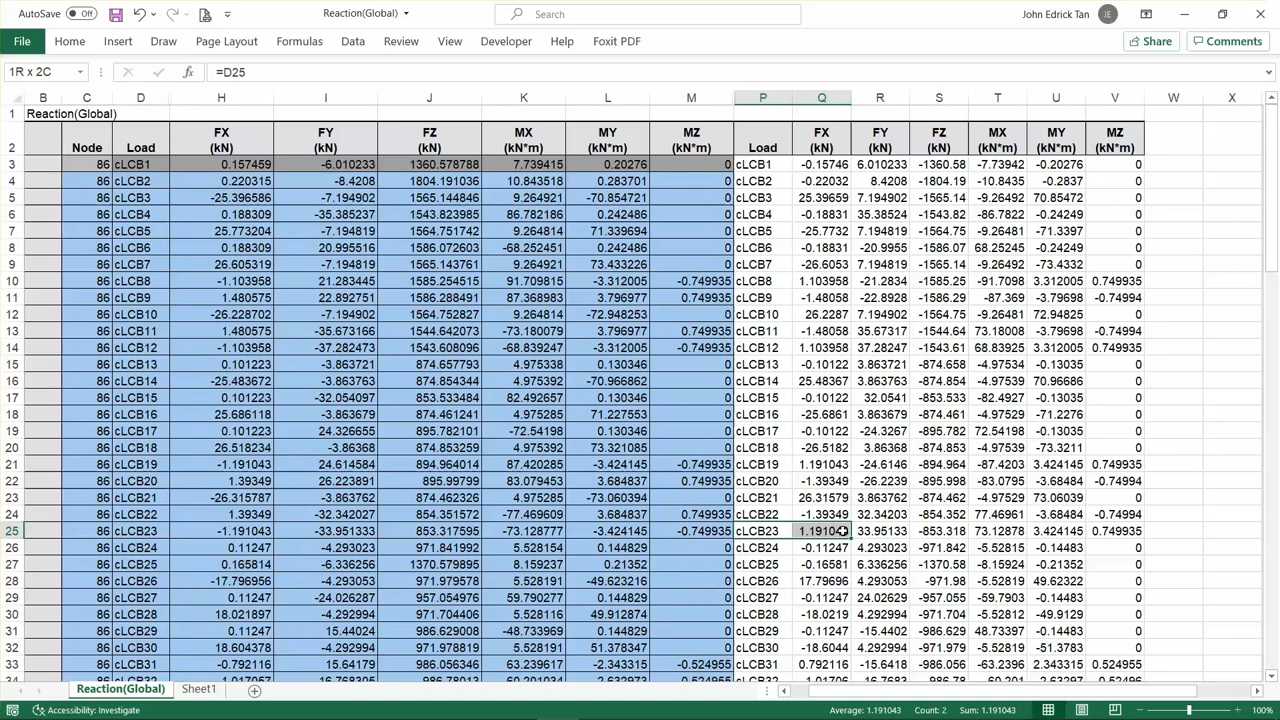 AutoSave Off Reaction(Global) Search John Edrick Tan JE
File Home Insert Draw Page Layout Formulas Data Review View Developer Help Foxit PDF Share Comments
1R x 2C fx =D25
B C D H I J K L M P Q R S T U V W X
1 Reaction(Global)
FX FY FZ MX MY MZ FX FY FZ MX MY MZ
2 Node Load (kN) (kN) (kN) (kN*m) (kN*m) (kN*m) Load (kN) (kN) (kN) (kN*m) (kN*m) (kN*m)
3 86 cLCB1 0.157459 -6.010233 1360.578788 7.739415 0.20276 0 cLCB1 -0.15746 6.010233 -1360.58 -7.73942 -0.20276 0
4 86 cLCB2 0.220315 -8.4208 1804.191036 10.843518 0.283701 0 cLCB2 -0.22032 8.4208 -1804.19 -10.8435 -0.2837 0
5 86 cLCB3 -25.396586 -7.194902 1565.144846 9.264921 -70.854721 0 cLCB3 25.39659 7.194902 -1565.14 -9.26492 70.85472 0
6 86 cLCB4 0.188309 -35.385237 1543.823985 86.782186 0.242486 0 cLCB4 -0.18831 35.38524 -1543.82 -86.7822 -0.24249 0
7 86 cLCB5 25.773204 -7.194819 1564.751742 9.264814 71.339694 0 cLCB5 -25.7732 7.194819 -1564.75 -9.26481 -71.3397 0
8 86 cLCB6 0.188309 20.995516 1586.072603 -68.252451 0.242486 0 cLCB6 -0.18831 -20.9955 -1586.07 68.25245 -0.24249 0
9 86 cLCB7 26.605319 -7.194819 1565.143761 9.264921 73.433226 0 cLCB7 -26.6053 7.194819 -1565.14 -9.26492 -73.4332 0
10 86 cLCB8 -1.103958 21.283445 1585.254515 91.709815 -3.312005 -0.749935 cLCB8 1.103958 -21.2834 -1585.25 -91.7098 3.312005 0.749935
11 86 cLCB9 1.480575 22.892751 1586.288491 87.368983 3.796977 0.749935 cLCB9 -1.48058 -22.8928 -1586.29 -87.369 -3.79698 -0.74994
12 86 cLCB10 -26.228702 -7.194902 1564.752827 9.264814 -72.948253 0 cLCB10 26.2287 7.194902 -1564.75 -9.26481 72.94825 0
13 86 cLCB11 1.480575 -35.673166 1544.642073 -73.180079 3.796977 0.749935 cLCB11 -1.48058 35.67317 -1544.64 73.18008 -3.79698 -0.74994
14 86 cLCB12 -1.103958 -37.282473 1543.608096 -68.839247 -3.312005 -0.749935 cLCB12 1.103958 37.28247 -1543.61 68.83925 3.312005 0.749935
15 86 cLCB13 0.101223 -3.863721 874.657793 4.975338 0.130346 0 cLCB13 -0.10122 3.863721 -874.658 -4.97534 -0.13035 0
16 86 cLCB14 -25.483672 -3.863763 874.854344 4.975392 -70.966862 0 cLCB14 25.48367 3.863763 -874.854 -4.97539 70.96686 0
17 86 cLCB15 0.101223 -32.054097 853.533484 82.492657 0.130346 0 cLCB15 -0.10122 32.0541 -853.533 -82.4927 -0.13035 0
18 86 cLCB16 25.686118 -3.863679 874.461241 4.975285 71.227553 0 cLCB16 -25.6861 3.863679 -874.461 -4.97529 -71.2276 0
19 86 cLCB17 0.101223 24.326655 895.782101 -72.54198 0.130346 0 cLCB17 -0.10122 -24.3267 -895.782 72.54198 -0.13035 0
20 86 cLCB18 26.518234 -3.86368 874.853259 4.975392 73.321085 0 cLCB18 -26.5182 3.86368 -874.853 -4.97539 -73.3211 0
21 86 cLCB19 -1.191043 24.614584 894.964014 87.420285 -3.424145 -0.749935 cLCB19 1.191043 -24.6146 -894.964 -87.4203 3.424145 0.749935
22 86 cLCB20 1.39349 26.223891 895.99799 83.079453 3.684837 0.749935 cLCB20 -1.39349 -26.2239 -895.998 -83.0795 -3.68484 -0.74994
23 86 cLCB21 -26.315787 -3.863762 874.462326 4.975285 -73.060394 0 cLCB21 26.31579 3.863762 -874.462 -4.97529 73.06039 0
24 86 cLCB22 1.39349 -32.342027 854.351572 -77.469609 3.684837 0.749935 cLCB22 -1.39349 32.34203 -854.352 77.46961 -3.68484 -0.74994
25 86 cLCB23 -1.191043 -33.951333 853.317595 -73.128777 -3.424145 -0.749935 cLCB23 1.191043 33.95133 -853.318 73.12878 3.424145 0.749935
26 86 cLCB24 0.11247 -4.293023 971.841992 5.528154 0.144829 0 cLCB24 -0.11247 4.293023 -971.842 -5.52815 -0.14483 0
27 86 cLCB25 0.165814 -6.336256 1370.579895 8.159237 0.21352 0 cLCB25 -0.16581 6.336256 -1370.58 -8.15924 -0.21352 0
28 86 cLCB26 -17.796956 -4.293053 971.979578 5.528191 -49.623216 0 cLCB26 17.79696 4.293053 -971.98 -5.52819 49.62322 0
29 86 cLCB27 0.11247 -24.026287 957.054976 59.790277 0.144829 0 cLCB27 -0.11247 24.02629 -957.055 -59.7903 -0.14483 0
30 86 cLCB28 18.021897 -4.292994 971.704406 5.528116 49.912874 0 cLCB28 -18.0219 4.292994 -971.704 -5.52812 -49.9129 0
31 86 cLCB29 0.11247 15.44024 986.629008 -48.733969 0.144829 0 cLCB29 -0.11247 -15.4402 -986.629 48.73397 -0.14483 0
32 86 cLCB30 18.604378 -4.292994 971.978819 5.528191 51.378347 0 cLCB30 -18.6044 4.292994 -971.979 -5.52819 -51.3783 0
33 86 cLCB31 -0.792116 15.64179 986.056346 63.239617 -2.343315 -0.524955 cLCB31 0.792116 -15.6418 -986.056 -63.2396 2.343315 0.524955
Reaction(Global) Sheet1
Accessibility: Investigate Average: 1.191043 Count: 2 Sum: 1.191043 100%